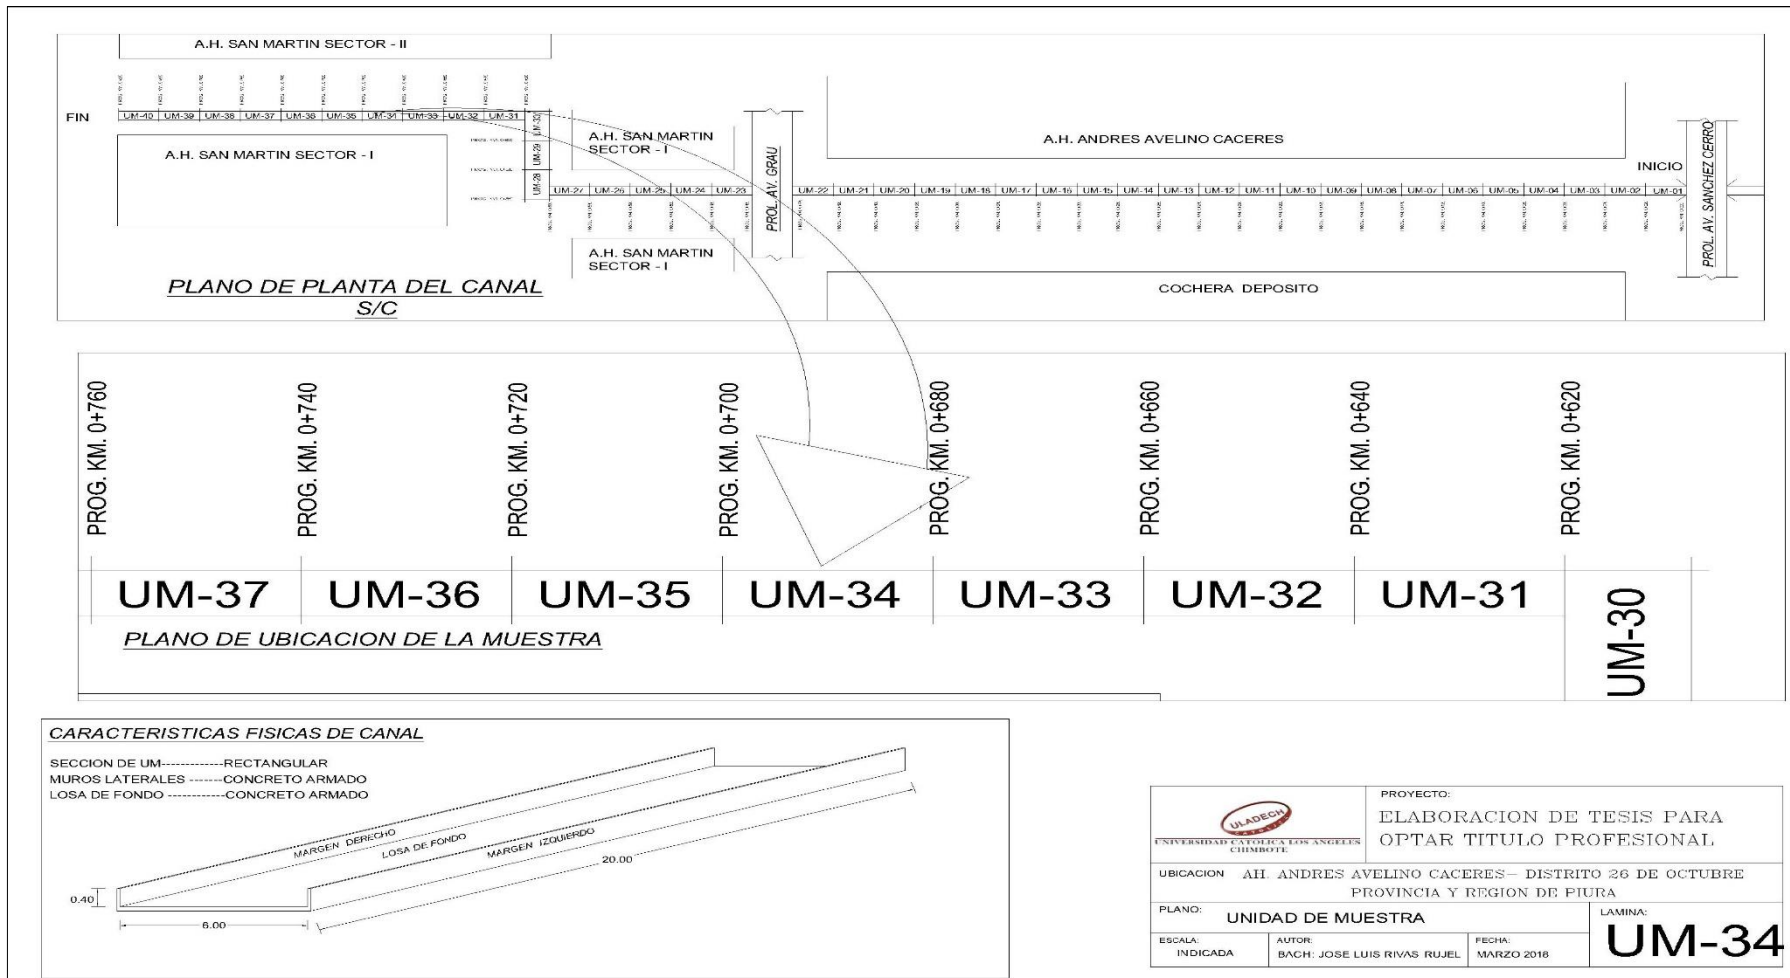 A.H. SAN MARTIN SECTOR - II
FIN
UM-40 UM-39 UM-38 UM-37 UM-36 UM-35 UM-34 UM-33 UM-32 UM-31
UM-30
UM-29
UM-28
A.H. SAN MARTIN SECTOR - I
A.H. SAN MARTIN
SECTOR - I
UM-27 UM-26 UM-25 UM-24 UM-23
A.H. SAN MARTIN
SECTOR - I
PROL. AV. GRAU
A.H. ANDRES AVELINO CACERES
INICIO
UM-22 UM-21 UM-20 UM-19 UM-18 UM-17 UM-16 UM-15 UM-14 UM-13 UM-12 UM-11 UM-10 UM-09 UM-08 UM-07 UM-06 UM-05 UM-04 UM-03 UM-02 UM-01
PROL. AV. SANCHEZ CERRO
COCHERA DEPOSITO
PLANO DE PLANTA DEL CANAL
S/C
PROG. KM. 0+760
PROG. KM. 0+740
PROG. KM. 0+720
PROG. KM. 0+700
PROG. KM. 0+680
PROG. KM. 0+660
PROG. KM. 0+640
PROG. KM. 0+620
UM-37 UM-36 UM-35 UM-34 UM-33 UM-32 UM-31
UM-30
PLANO DE UBICACION DE LA MUESTRA
CARACTERISTICAS FISICAS DE CANAL
SECCION DE UM------------RECTANGULAR
MUROS LATERALES ------CONCRETO ARMADO
LOSA DE FONDO ----------CONCRETO ARMADO
MARGEN DERECHO
LOSA DE FONDO
MARGEN IZQUIERDO
20.00
0.40
6.00
ULADECH
CATOLICA
UNIVERSIDAD CATOLICA LOS ANGELES
CHIMBOTE
PROYECTO:
ELABORACION DE TESIS PARA
OPTAR TITULO PROFESIONAL
UBICACION AH. ANDRES AVELINO CACERES- DISTRITO 26 DE OCTUBRE
PROVINCIA Y REGION DE PIURA
PLANO:
UNIDAD DE MUESTRA
LAMINA:
UM-34
ESCALA:
INDICADA
AUTOR:
BACH: JOSE LUIS RIVAS RUJEL
FECHA:
MARZO 2018